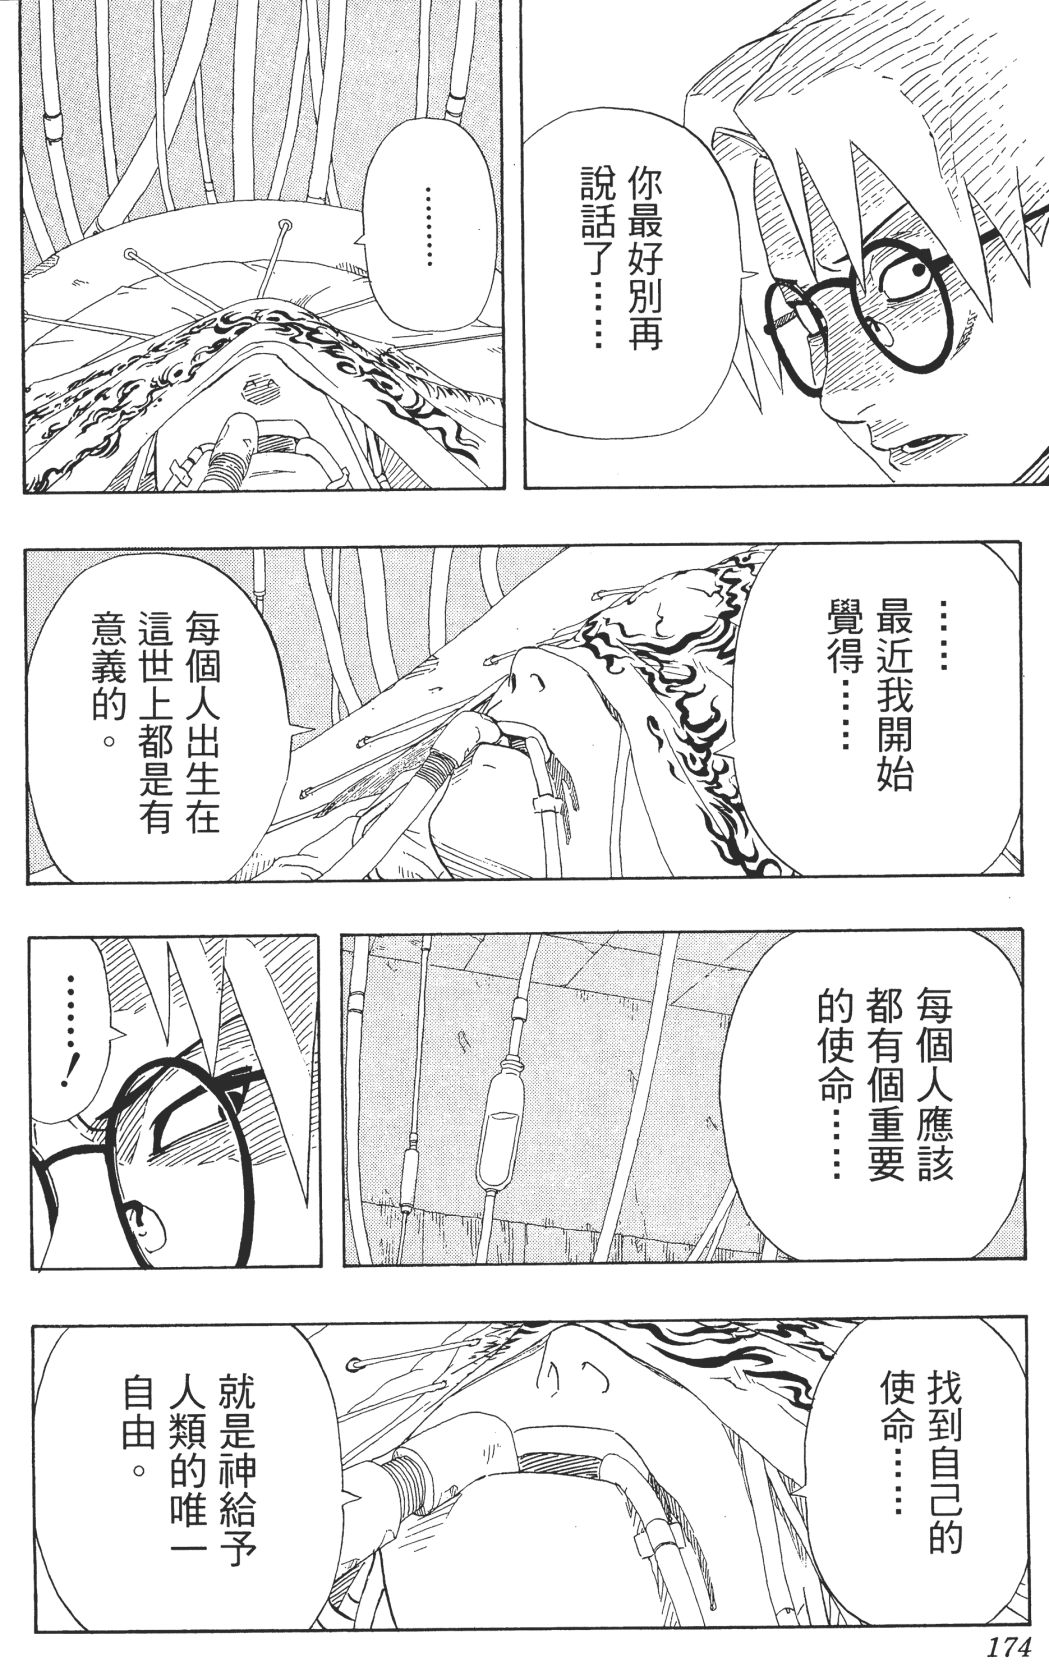 你最好別再
說話了⋯⋯
⋯⋯⋯
⋯⋯
最近我開始
覺得⋯⋯
每個人出生在
這世上都是有
意義的。
每個人應該
都有個重要
的使命⋯⋯
⋯⋯!
找到自己的
使命⋯⋯
就是神給予
人類的唯一
自由。
174